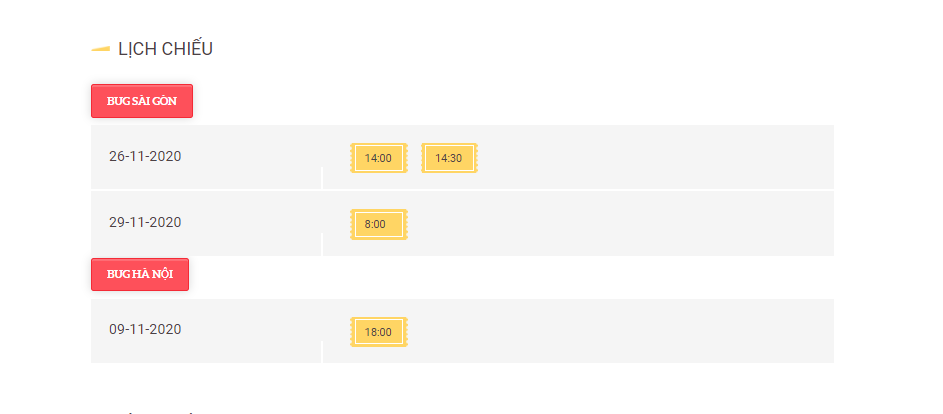 LỊCH CHIẾU
BUG SÀI GÒN
26-11-2020 14:00 14:30
29-11-2020 8:00
BUG HÀ NỘI
09-11-2020 18:00